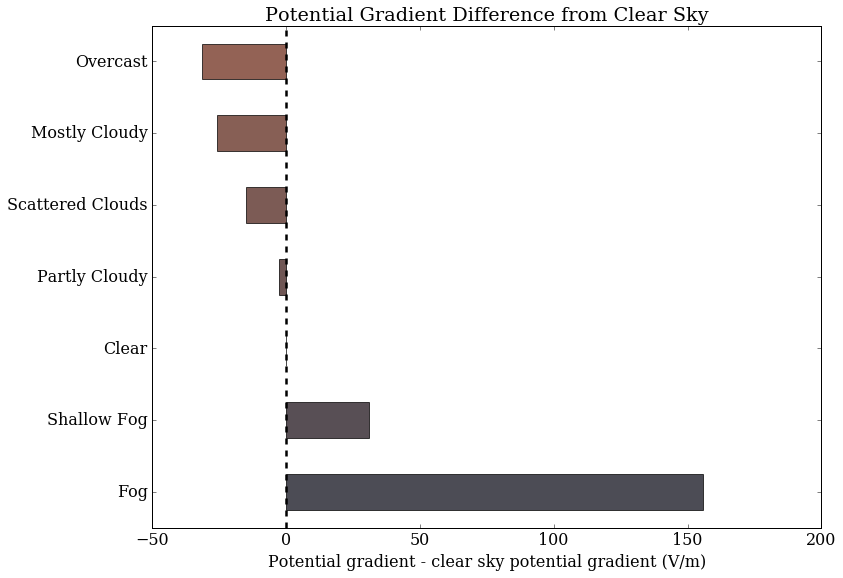 Potential Gradient Difference from Clear Sky
Overcast
Mostly Cloudy
Scattered Clouds
Partly Cloudy
Clear
Shallow Fog
Fog
−50 0 50 100 150 200
Potential gradient - clear sky potential gradient (V/m)